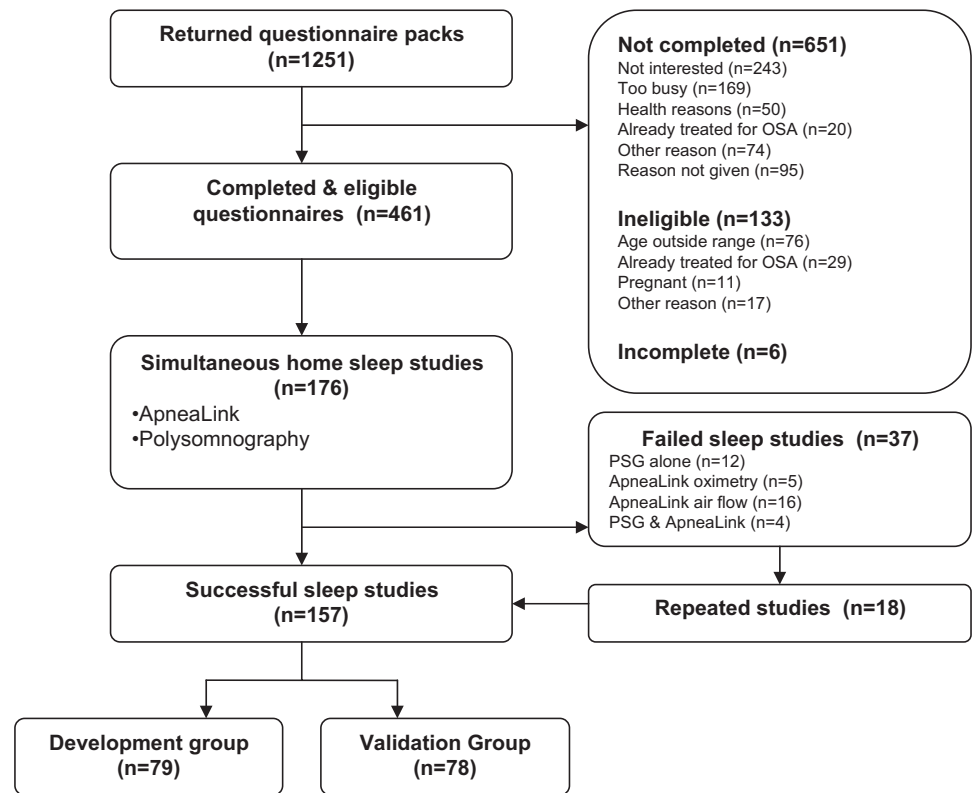 Returned questionnaire packs
(n=1251)
Not completed (n=651)
Not interested (n=243)
Too busy (n=169)
Health reasons (n=50)
Already treated for OSA (n=20)
Other reason (n=74)
Reason not given (n=95)
Ineligible (n=133)
Age outside range (n=76)
Already treated for OSA (n=29)
Pregnant (n=11)
Other reason (n=17)
Incomplete (n=6)
Completed & eligible
questionnaires (n=461)
Simultaneous home sleep studies
(n=176)
•ApneaLink
•Polysomnography
Failed sleep studies (n=37)
PSG alone (n=12)
ApneaLink oximetry (n=5)
ApneaLink air flow (n=16)
PSG & ApneaLink (n=4)
Repeated studies (n=18)
Successful sleep studies
(n=157)
Development group
(n=79)
Validation Group
(n=78)